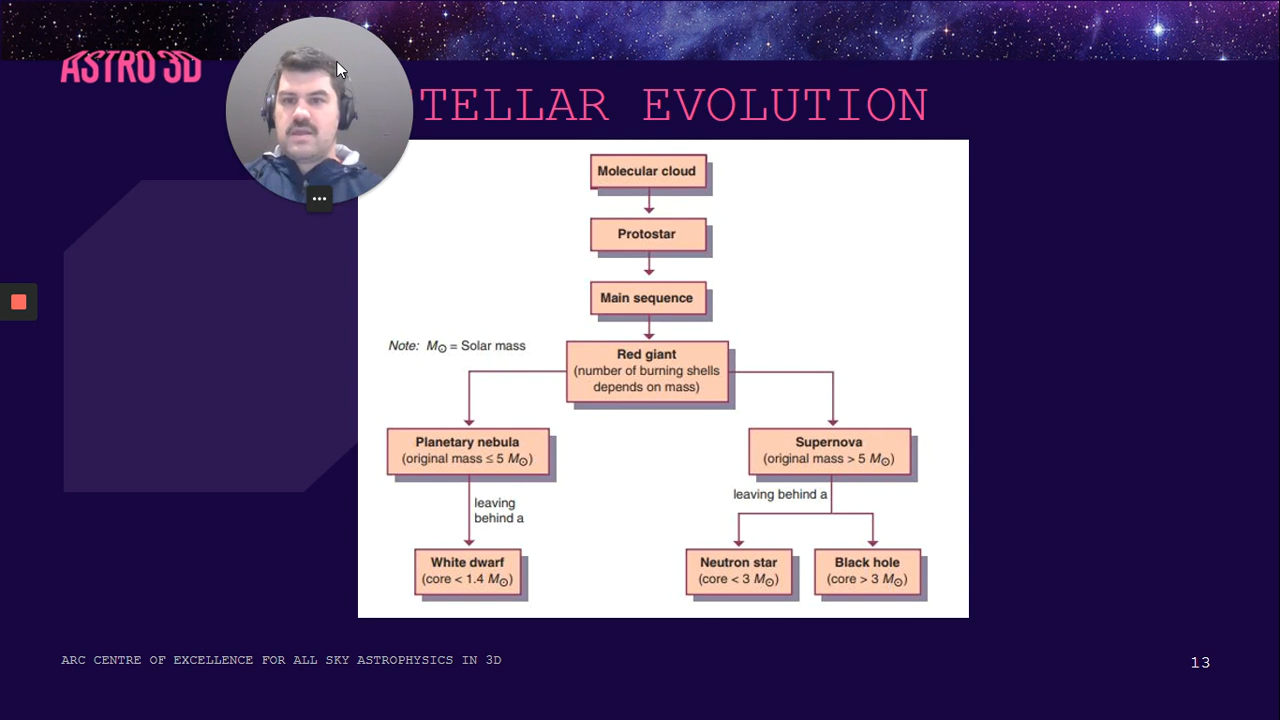 ASTRO 3D
TELLAR EVOLUTION
Molecular cloud
Protostar
Main sequence
Note: M☉ = Solar mass
Red giant
(number of burning shells
depends on mass)
Planetary nebula
(original mass ≤ 5 M☉)
Supernova
(original mass > 5 M☉)
leaving
behind a
leaving behind a
White dwarf
(core < 1.4 M☉)
Neutron star
(core < 3 M☉)
Black hole
(core > 3 M☉)
ARC CENTRE OF EXCELLENCE FOR ALL SKY ASTROPHYSICS IN 3D
13